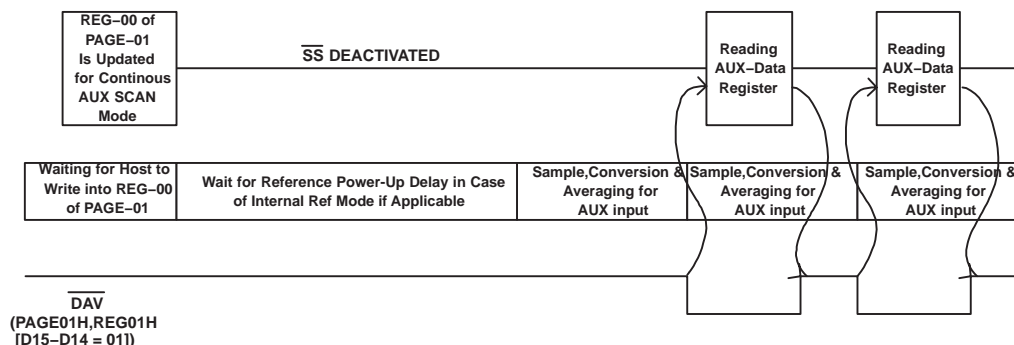 REG–00 of
PAGE–01
Is Updated
for Continous
AUX SCAN
Mode
SS DEACTIVATED
Reading
AUX–Data
Register
Reading
AUX–Data
Register
Waiting for Host to
Write into REG–00
of PAGE–01
Wait for Reference Power-Up Delay in Case
of Internal Ref Mode if Applicable
Sample,Conversion &
Averaging for
AUX input
Sample,Conversion &
Averaging for
AUX input
Sample,Conversion &
Averaging for
AUX input
DAV
(PAGE01H,REG01H
[D15–D14 = 01])